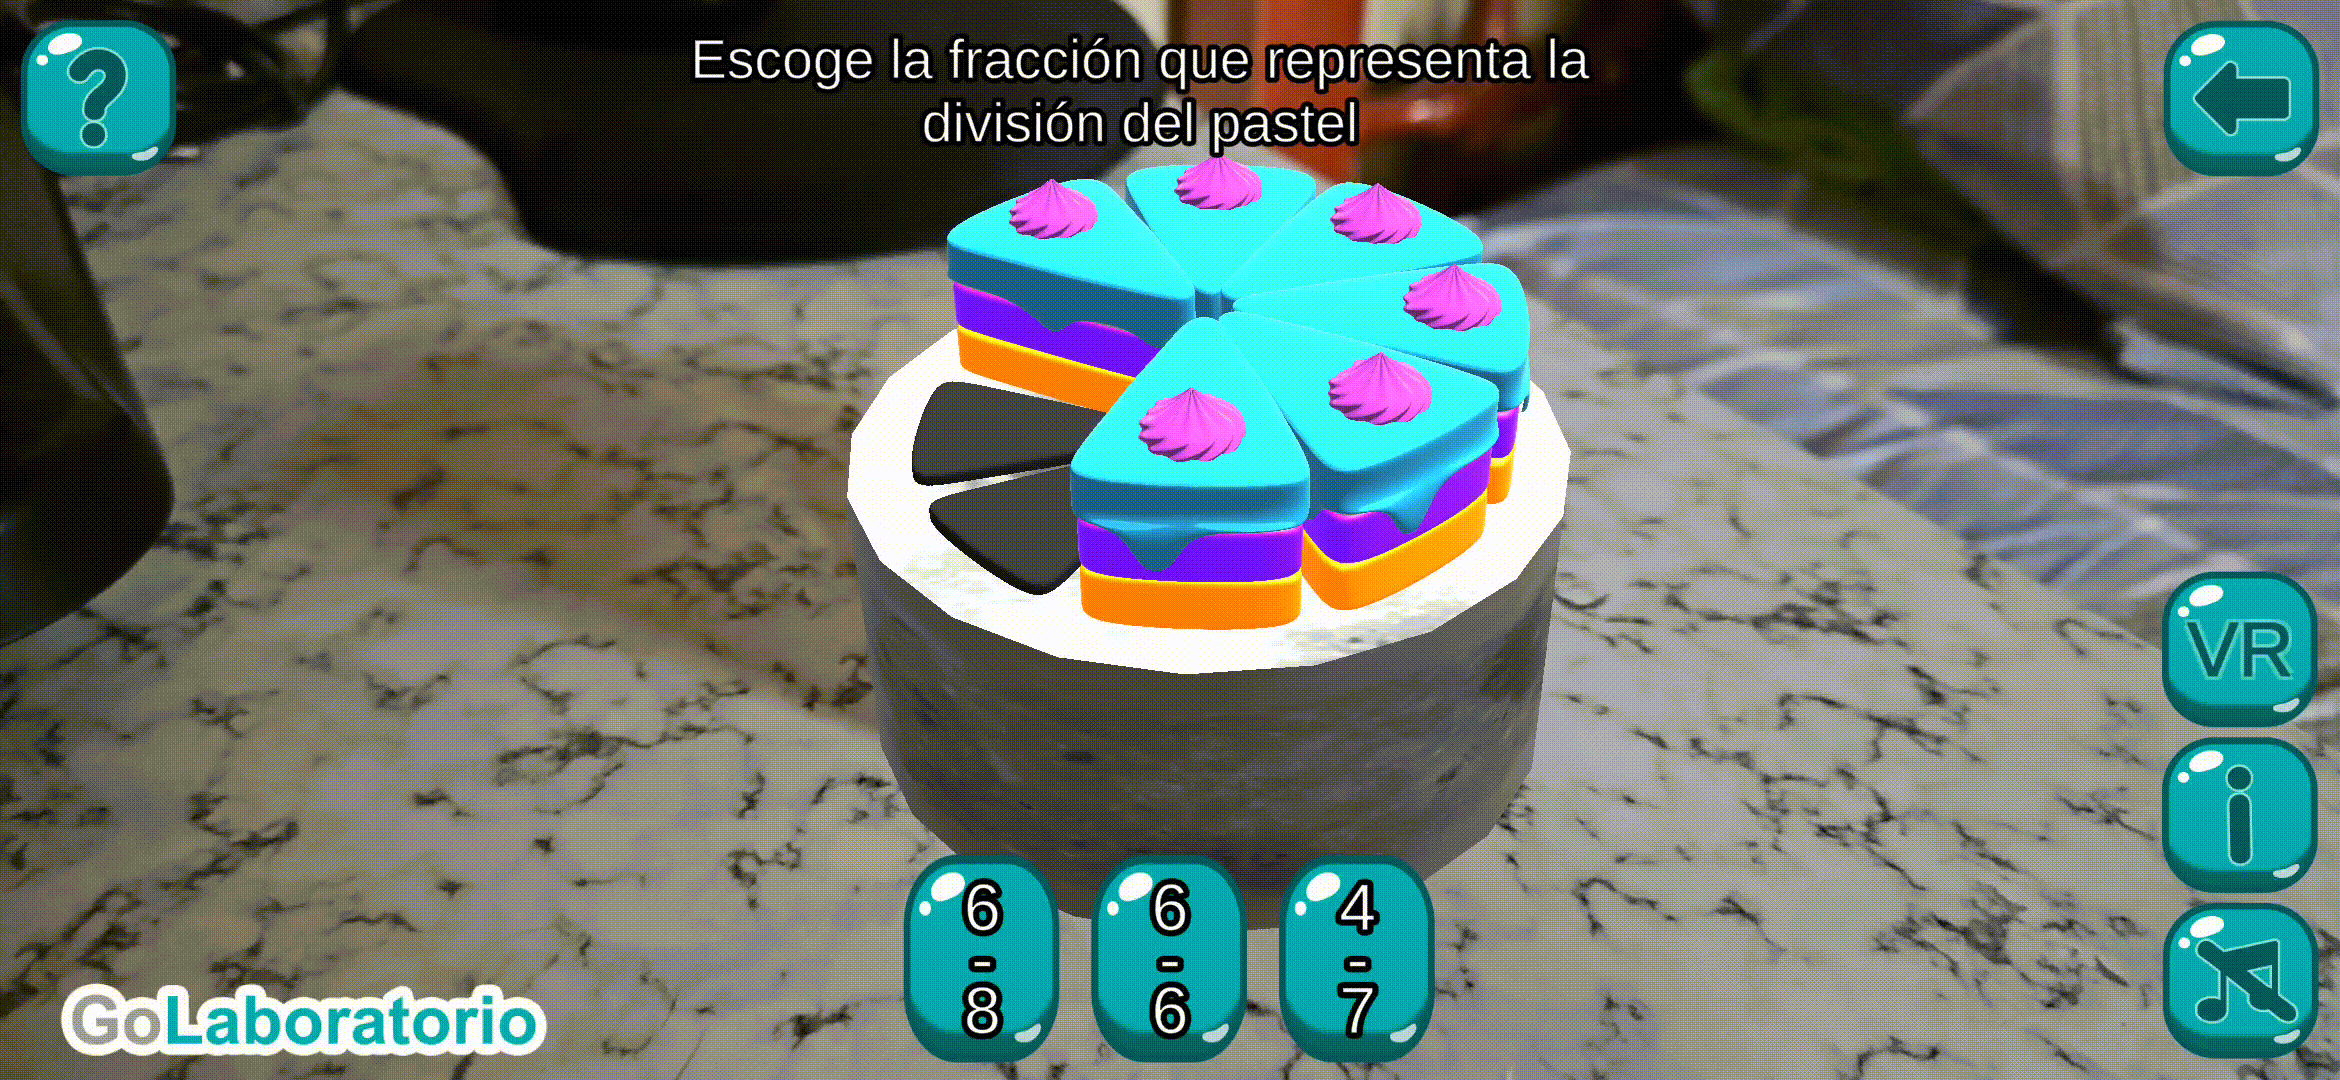 Escoge la fracción que representa la
división del pastel
VR
6
-
8
6
-
6
4
-
7
GoLaboratorio